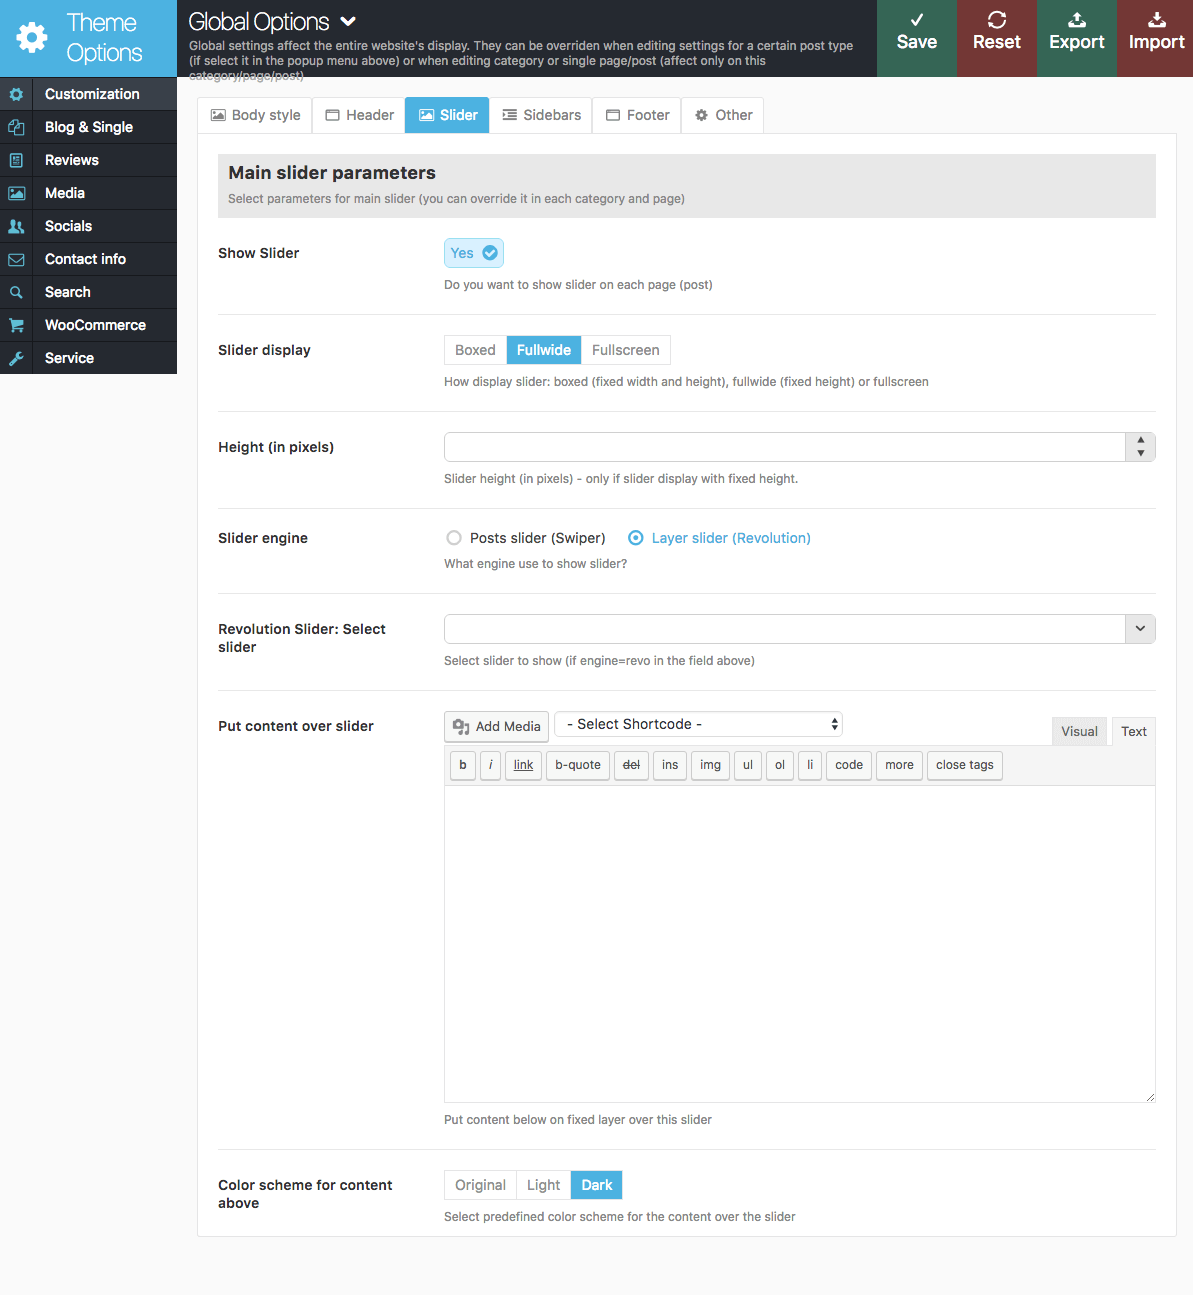 Theme
Options
Global Options
Global settings affect the entire website's display. They can be overriden when editing settings for a certain post type
(if select it in the popup menu above) or when editing category or single page/post (affect only on this
category/page/post)
Save
Reset
Export
Import
Customization
Blog & Single
Reviews
Media
Socials
Contact info
Search
WooCommerce
Service
Body style
Header
Slider
Sidebars
Footer
Other
Main slider parameters
Select parameters for main slider (you can override it in each category and page)
Show Slider
Yes
Do you want to show slider on each page (post)
Slider display
Boxed
Fullwide
Fullscreen
How display slider: boxed (fixed width and height), fullwide (fixed height) or fullscreen
Height (in pixels)
Slider height (in pixels) - only if slider display with fixed height.
Slider engine
Posts slider (Swiper)
Layer slider (Revolution)
What engine use to show slider?
Revolution Slider: Select
slider
Select slider to show (if engine=revo in the field above)
Put content over slider
Add Media
- Select Shortcode -
Visual
Text
b
i
link
b-quote
del
ins
img
ul
ol
li
code
more
close tags
Put content below on fixed layer over this slider
Color scheme for content
above
Original
Light
Dark
Select predefined color scheme for the content over the slider